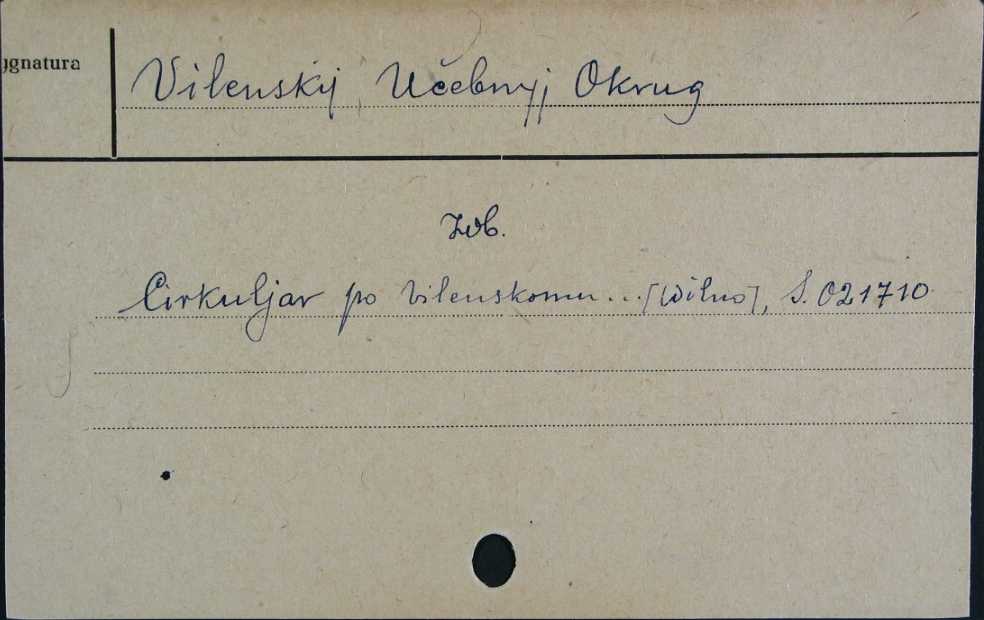 ygnatura
Vilenskij Učebnyj Okrug
Zob.
Cirkuljar po Vilenskomu... [Wilno], S. 021710